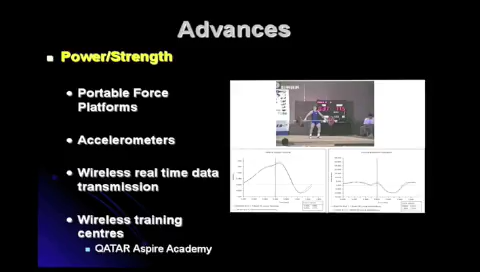 Advances
Power/Strength
Portable Force
Platforms
Accelerometers
Wireless real time data
transmission
Wireless training
centres
QATAR Aspire Academy